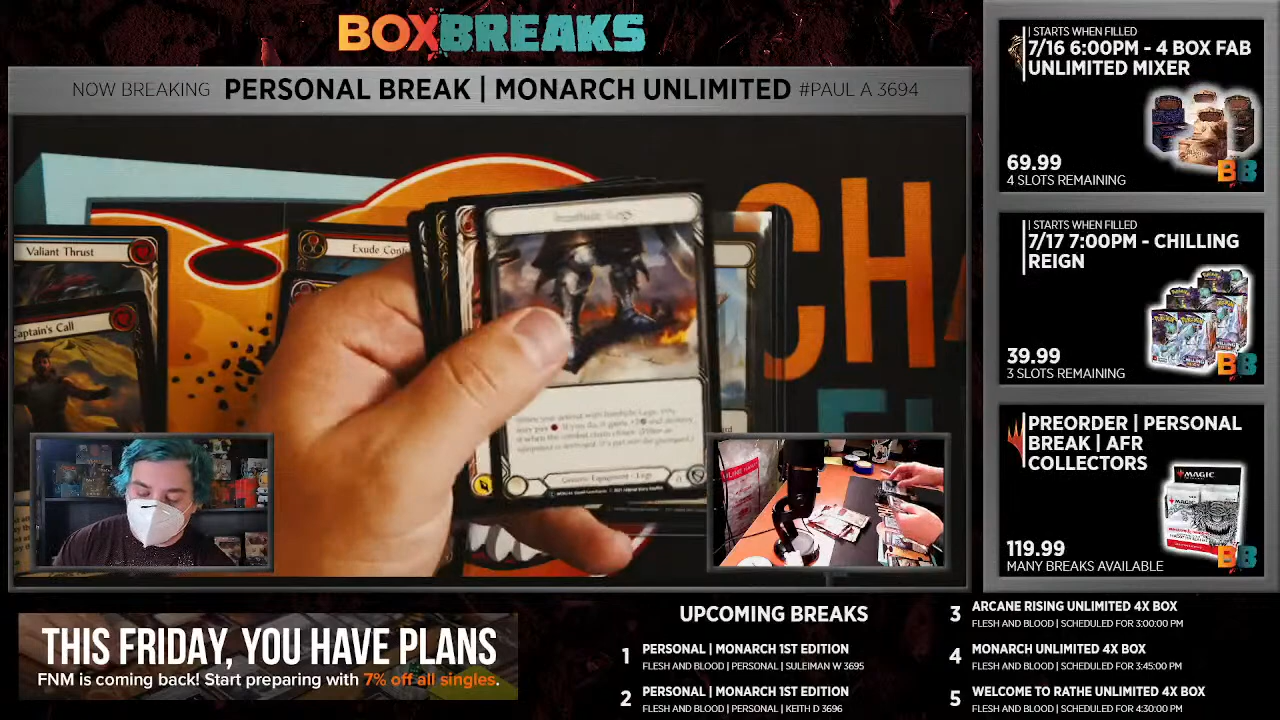 BOXBREAKS
NOW BREAKING PERSONAL BREAK | MONARCH UNLIMITED #PAUL A 3694
Valiant Thrust
Captain's Call
Exude
CH
STARTS WHEN FILLED
7/16 6:00PM - 4 BOX FAB
UNLIMITED MIXER
69.99
4 SLOTS REMAINING
BB
STARTS WHEN FILLED
7/17 7:00PM - CHILLING
REIGN
39.99
3 SLOTS REMAINING
BB
PREORDER | PERSONAL
BREAK | AFR
COLLECTORS
MAGIC
119.99
MANY BREAKS AVAILABLE
BB
THIS FRIDAY, YOU HAVE PLANS
FNM is coming back! Start preparing with 7% off all singles.
UPCOMING BREAKS
1 PERSONAL | MONARCH 1ST EDITION
FLESH AND BLOOD | PERSONAL | SULEIMAN W 3695
2 PERSONAL | MONARCH 1ST EDITION
FLESH AND BLOOD | PERSONAL | KEITH D 3696
3 ARCANE RISING UNLIMITED 4X BOX
FLESH AND BLOOD | SCHEDULED FOR 3:00:00 PM
4 MONARCH UNLIMITED 4X BOX
FLESH AND BLOOD | SCHEDULED FOR 3:45:00 PM
5 WELCOME TO RATHE UNLIMITED 4X BOX
FLESH AND BLOOD | SCHEDULED FOR 4:30:00 PM